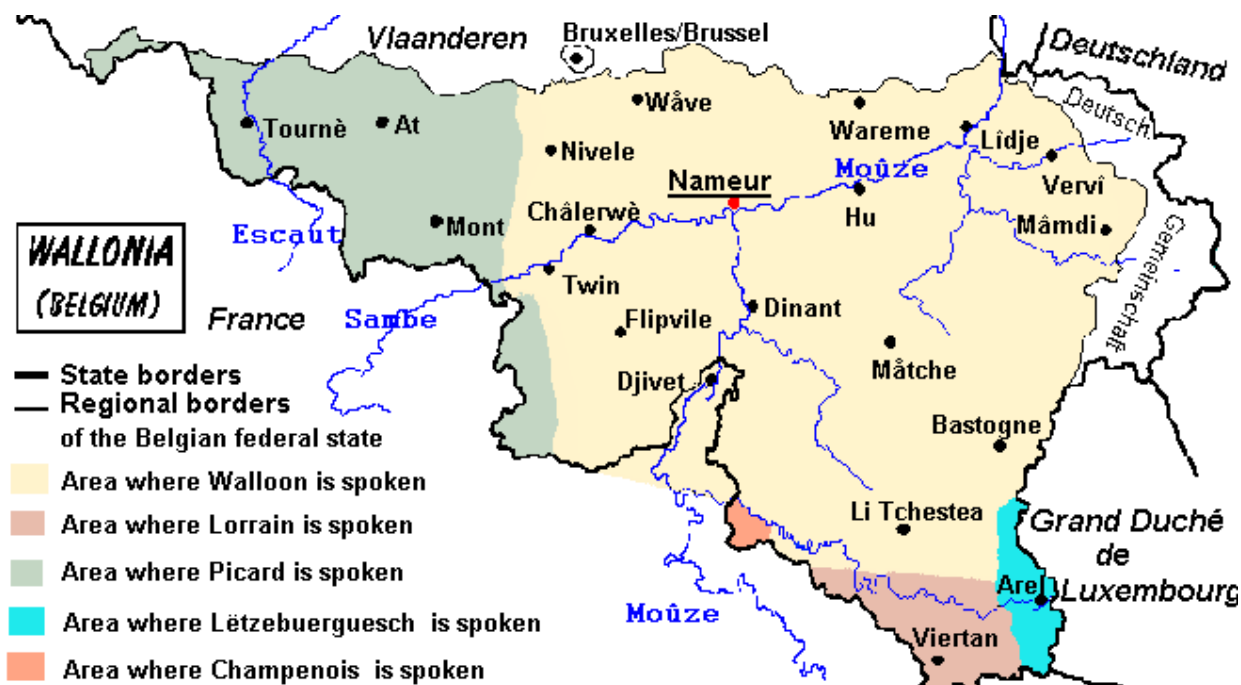 Vlaanderen
Bruxelles/Brussel
Deutschland
Deutsch.
Gemeinschaft
Tournè
At
Wåve
Wareme
Lîdje
Nivele
Moûze
Vervî
Nameur
Hu
Mâmdi
Châlerwè
Mont
Escaut
WALLONIA
(BELGIUM)
Twin
Dinant
France
Sambe
Flipvile
Måtche
Djivet
State borders
Regional borders
of the Belgian federal state
Bastogne
Area where Walloon is spoken
Area where Lorrain is spoken
Li Tchestea
Grand Duché
de
Luxembourg
Area where Picard is spoken
Arel
Moûze
Area where Lëtzebuerguesch is spoken
Viertan
Area where Champenois is spoken